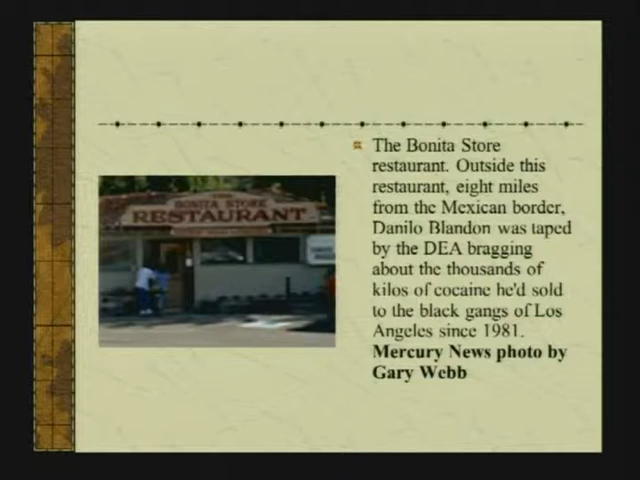 BONITA STORE
RESTAURANT
The Bonita Store
restaurant. Outside this
restaurant, eight miles
from the Mexican border,
Danilo Blandon was taped
by the DEA bragging
about the thousands of
kilos of cocaine he'd sold
to the black gangs of Los
Angeles since 1981.
Mercury News photo by
Gary Webb